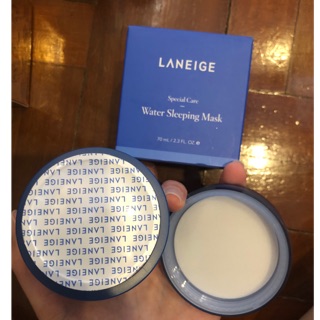 LANEIGE
Special Care
Water Sleeping Mask
70 mL / 2.3 FL. OZ ℮
LANEIGE LANEIGE LANEIGE